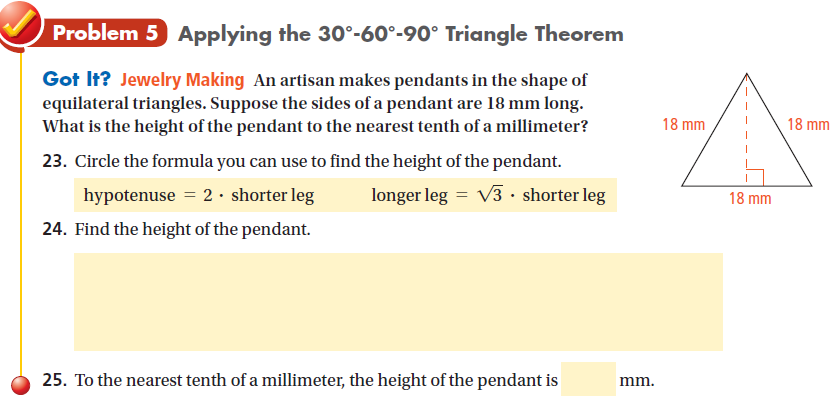 Problem 5 Applying the 30°-60°-90° Triangle Theorem
Got It? Jewelry Making An artisan makes pendants in the shape of
equilateral triangles. Suppose the sides of a pendant are 18 mm long.
What is the height of the pendant to the nearest tenth of a millimeter?
18 mm
18 mm
18 mm
23. Circle the formula you can use to find the height of the pendant.
hypotenuse = 2 · shorter leg longer leg = √3 · shorter leg
24. Find the height of the pendant.
25. To the nearest tenth of a millimeter, the height of the pendant is mm.